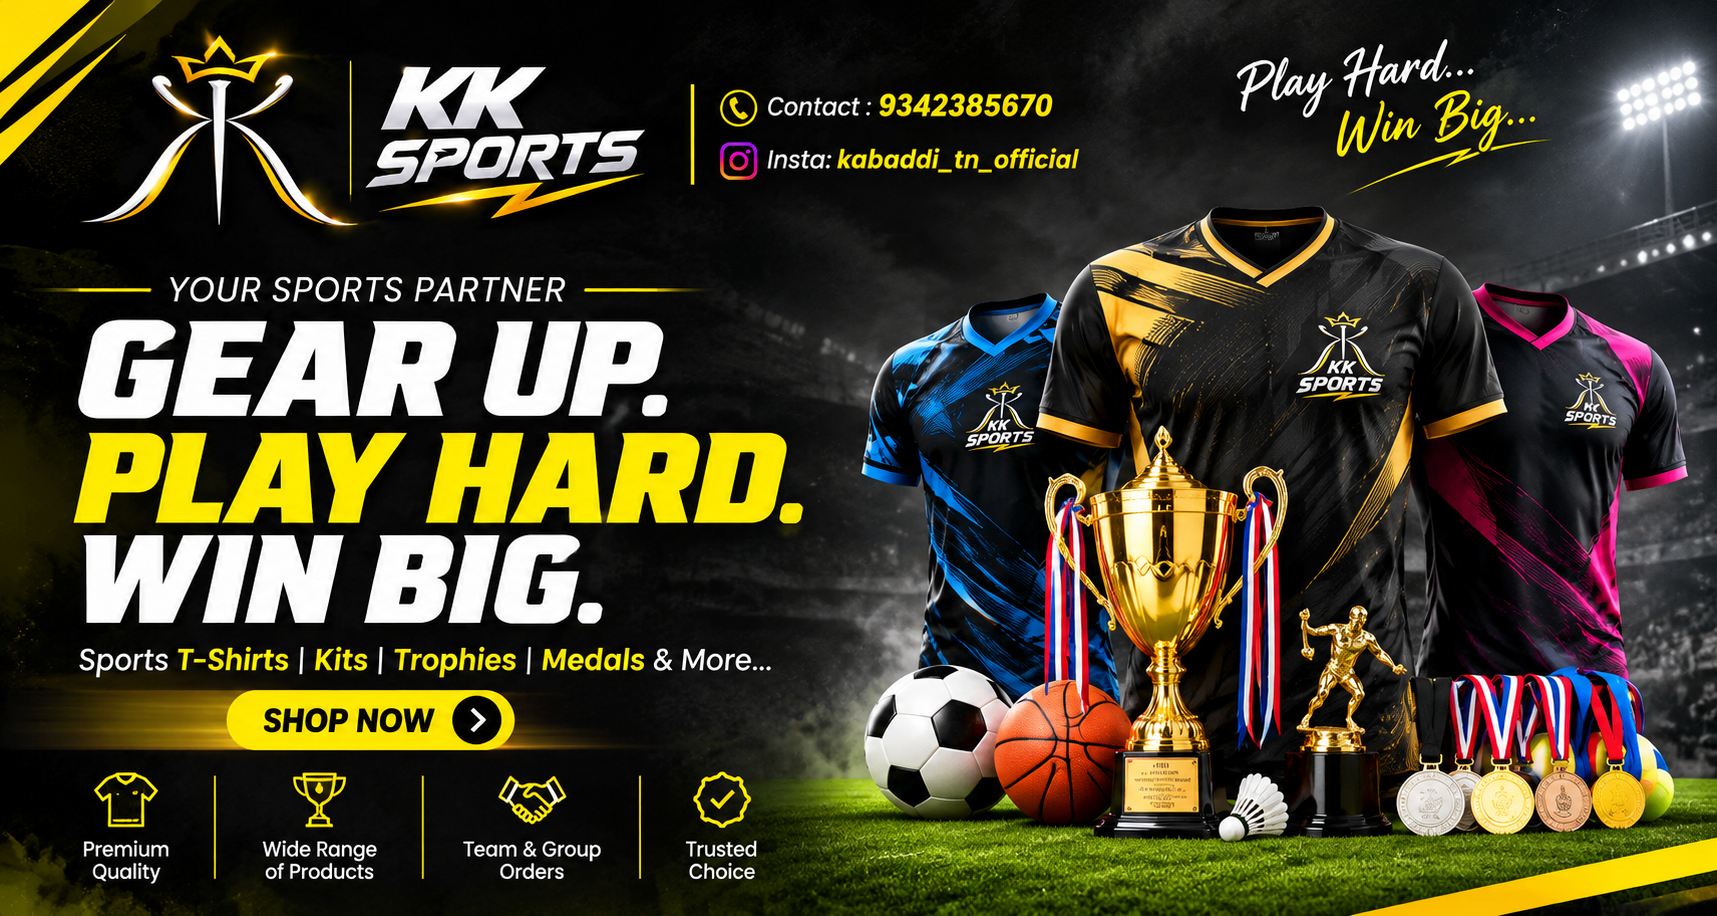 KK
SPORTS
Contact : 9342385670
Insta: kabaddi_tn_official
Play Hard...
Win Big...
YOUR SPORTS PARTNER
GEAR UP.
PLAY HARD.
WIN BIG.
Sports T-Shirts | Kits | Trophies | Medals & More...
SHOP NOW
Premium
Quality
Wide Range
of Products
Team & Group
Orders
Trusted
Choice
KK
SPORTS
KK
SPORTS
KK
SPORTS